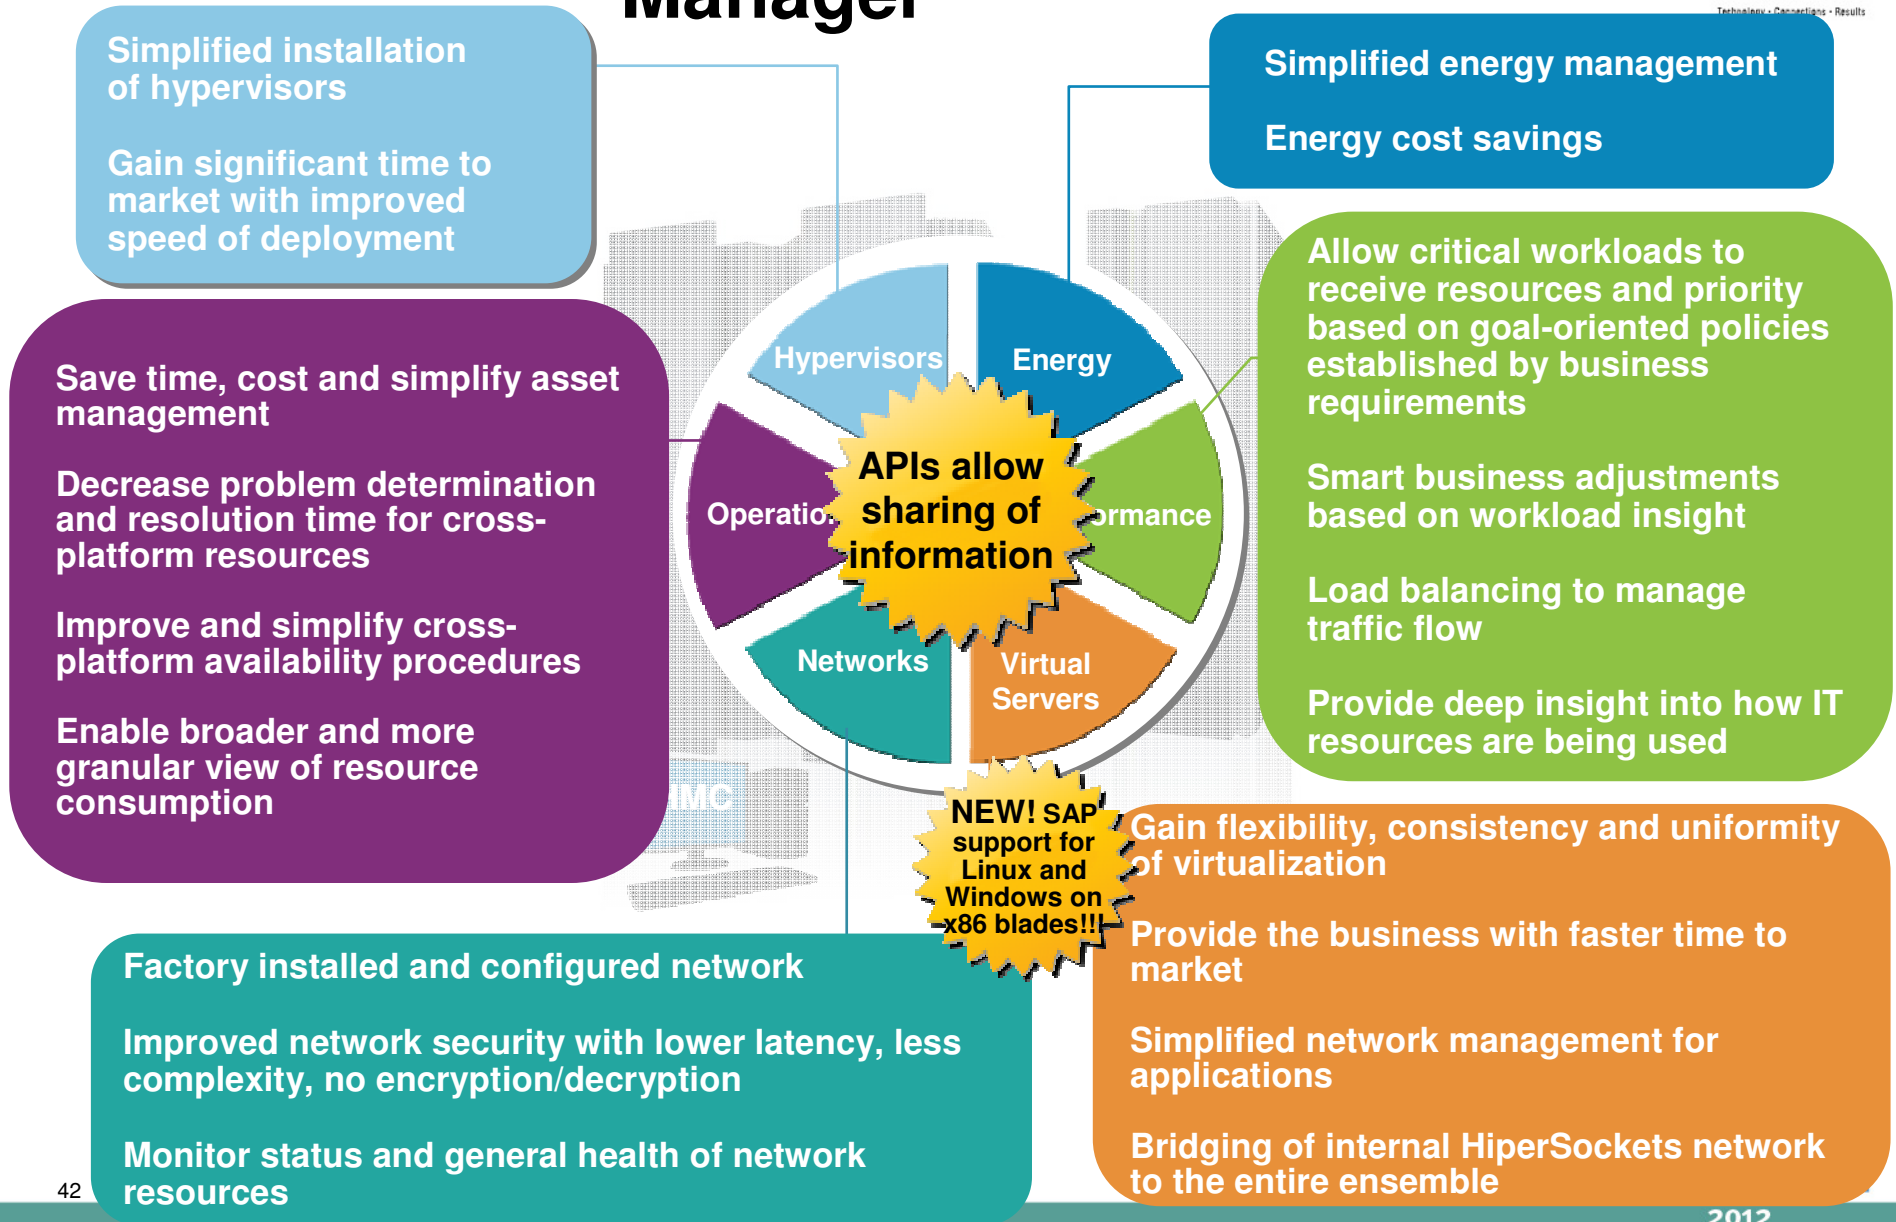 Manager
Technology · Connections · Results
Simplified installation
of hypervisors
Gain significant time to
market with improved
speed of deployment
Simplified energy management
Energy cost savings
Save time, cost and simplify asset
management
Decrease problem determination
and resolution time for cross-
platform resources
Improve and simplify cross-
platform availability procedures
Enable broader and more
granular view of resource
consumption
Allow critical workloads to
receive resources and priority
based on goal-oriented policies
established by business
requirements
Smart business adjustments
based on workload insight
Load balancing to manage
traffic flow
Provide deep insight into how IT
resources are being used
Hypervisors
Energy
Operatio
ormance
APIs allow
sharing of
information
Networks
Virtual
Servers
HMC
NEW! SAP
support for
Linux and
Windows on
x86 blades!!!
Factory installed and configured network
Improved network security with lower latency, less
complexity, no encryption/decryption
Monitor status and general health of network
resources
Gain flexibility, consistency and uniformity
of virtualization
Provide the business with faster time to
market
Simplified network management for
applications
Bridging of internal HiperSockets network
to the entire ensemble
42
2012